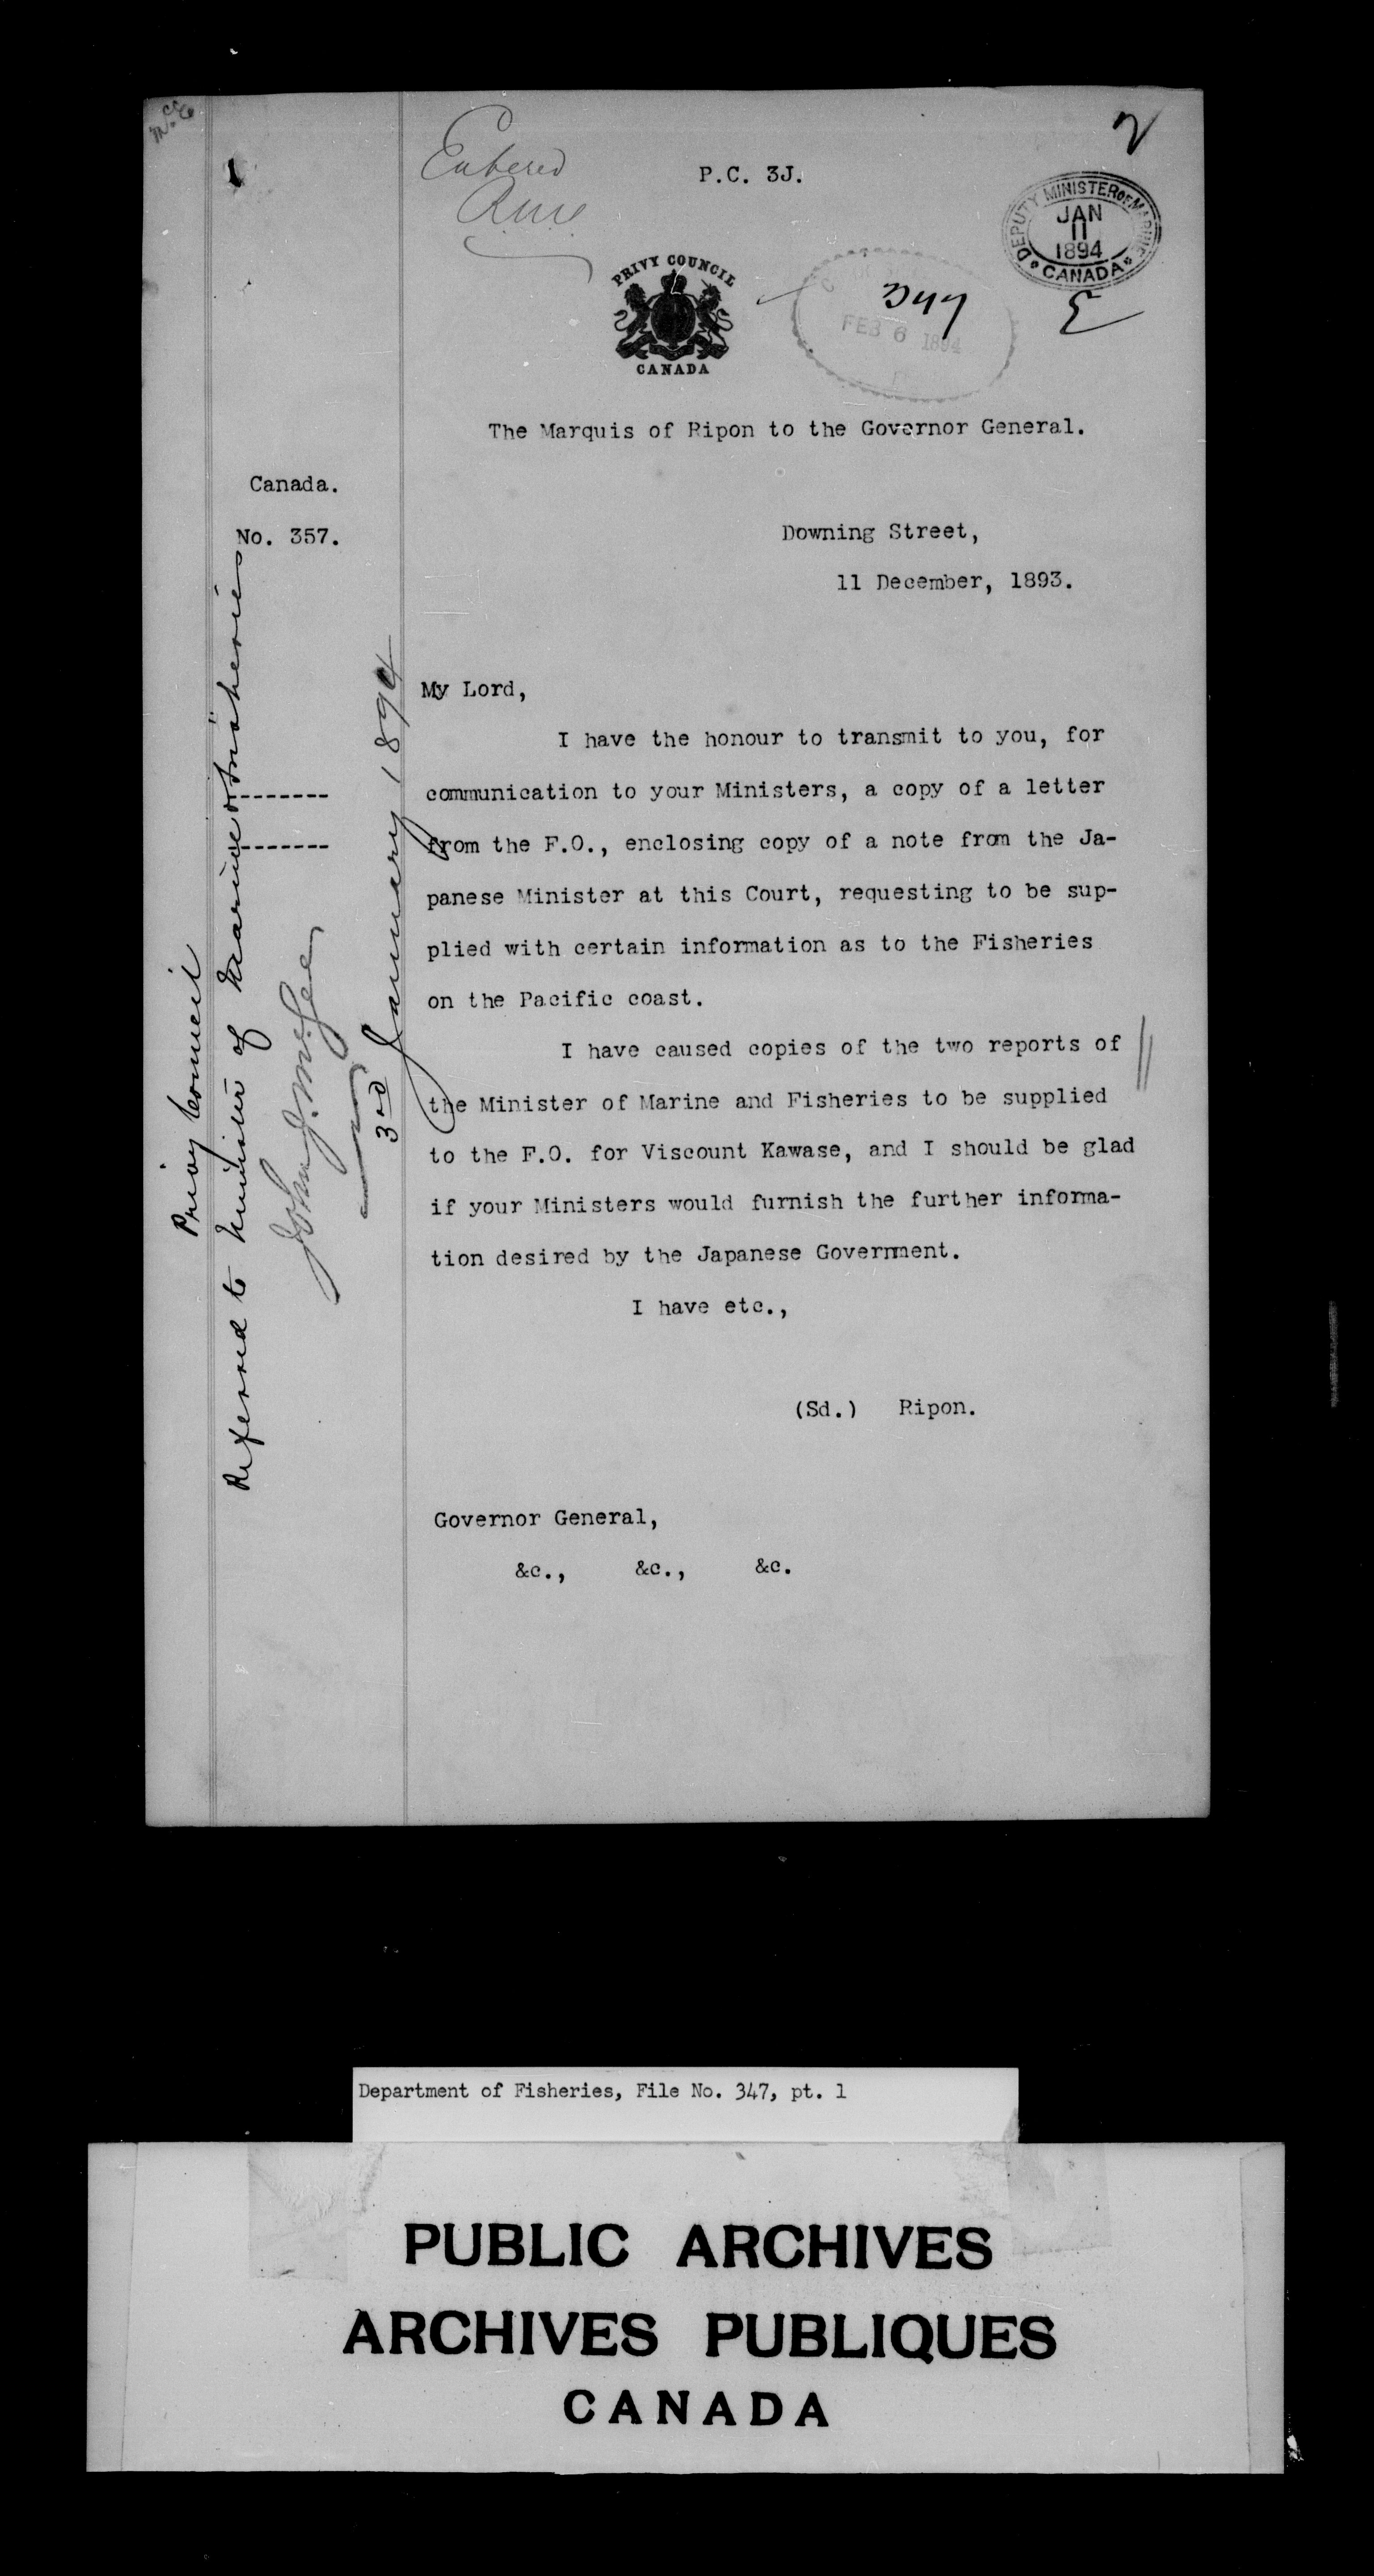 2
Entered
P.C. 3J.
DEPUTY MINISTER OF MARINE
JAN
11
1894
CANADA
PRIVY COUNCIL
CANADA
347
FEB 6 1894
The Marquis of Ripon to the Governor General.
Canada.
No. 357.
Downing Street,
11 December, 1893.
My Lord,
I have the honour to transmit to you, for
communication to your Ministers, a copy of a letter
from the F.O., enclosing copy of a note from the Ja-
panese Minister at this Court, requesting to be sup-
plied with certain information as to the Fisheries
on the Pacific coast.
I have caused copies of the two reports of
the Minister of Marine and Fisheries to be supplied
to the F.O. for Viscount Kawase, and I should be glad
if your Ministers would furnish the further informa-
tion desired by the Japanese Government.
I have etc.,
(Sd.) Ripon.
Governor General,
&c., &c., &c.
Privy Council
Referred to Minister of Marine & Fisheries
John J. McGee
3rd January 1894
Department of Fisheries, File No. 347, pt. 1
PUBLIC ARCHIVES
ARCHIVES PUBLIQUES
CANADA